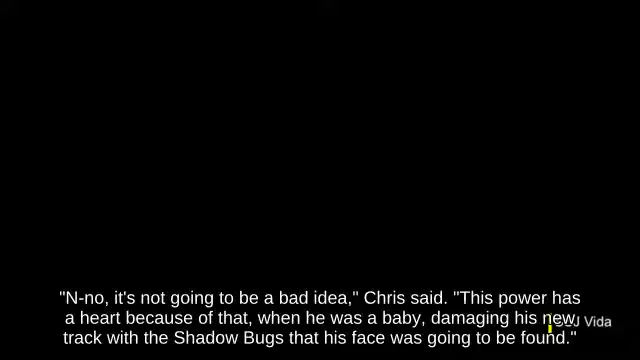 "N-no, it's not going to be a bad idea," Chris said. "This power has
a heart because of that, when he was a baby, damaging his new
track with the Shadow Bugs that his face was going to be found."
Vida